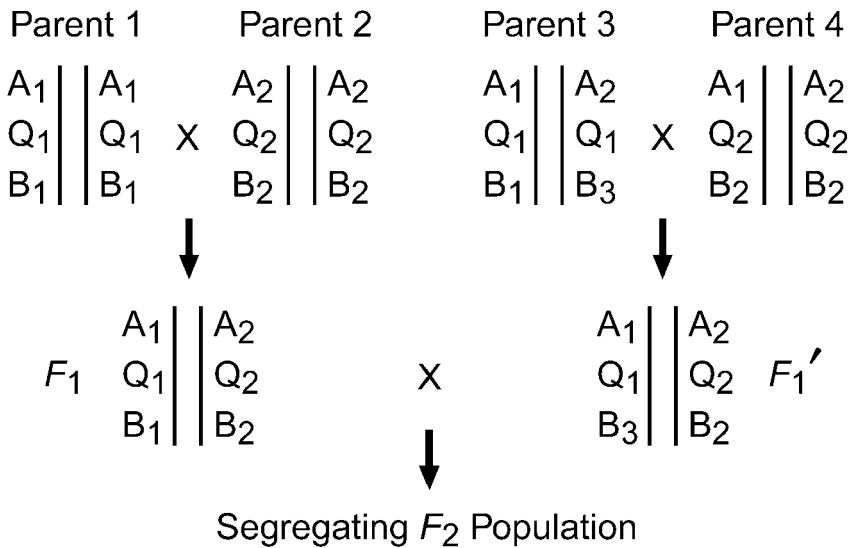 Parent 1 Parent 2 Parent 3 Parent 4
A1 A1 A2 A2 A1 A2 A1 A2
Q1 Q1 X Q2 Q2 Q1 Q1 X Q2 Q2
B1 B1 B2 B2 B1 B3 B2 B2
A1 A2 A1 A2
F1 Q1 Q2 X Q1 Q2 F1′
B1 B2 B3 B2
Segregating F2 Population